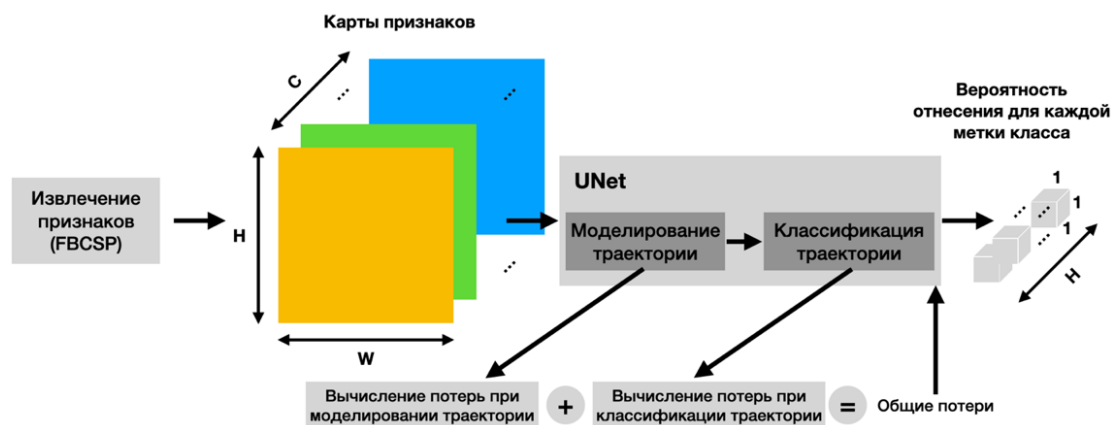 Карты признаков
C
...
...
Вероятность
отнесения для каждой
метки класса
Извлечение
признаков
(FBCSP)
H
UNet
Моделирование
траектории
Классификация
траектории
1
1
1
...
...
...
H
...
W
Вычисление потерь при
моделировании траектории
+
Вычисление потерь при
классификации траектории
=
Общие потери